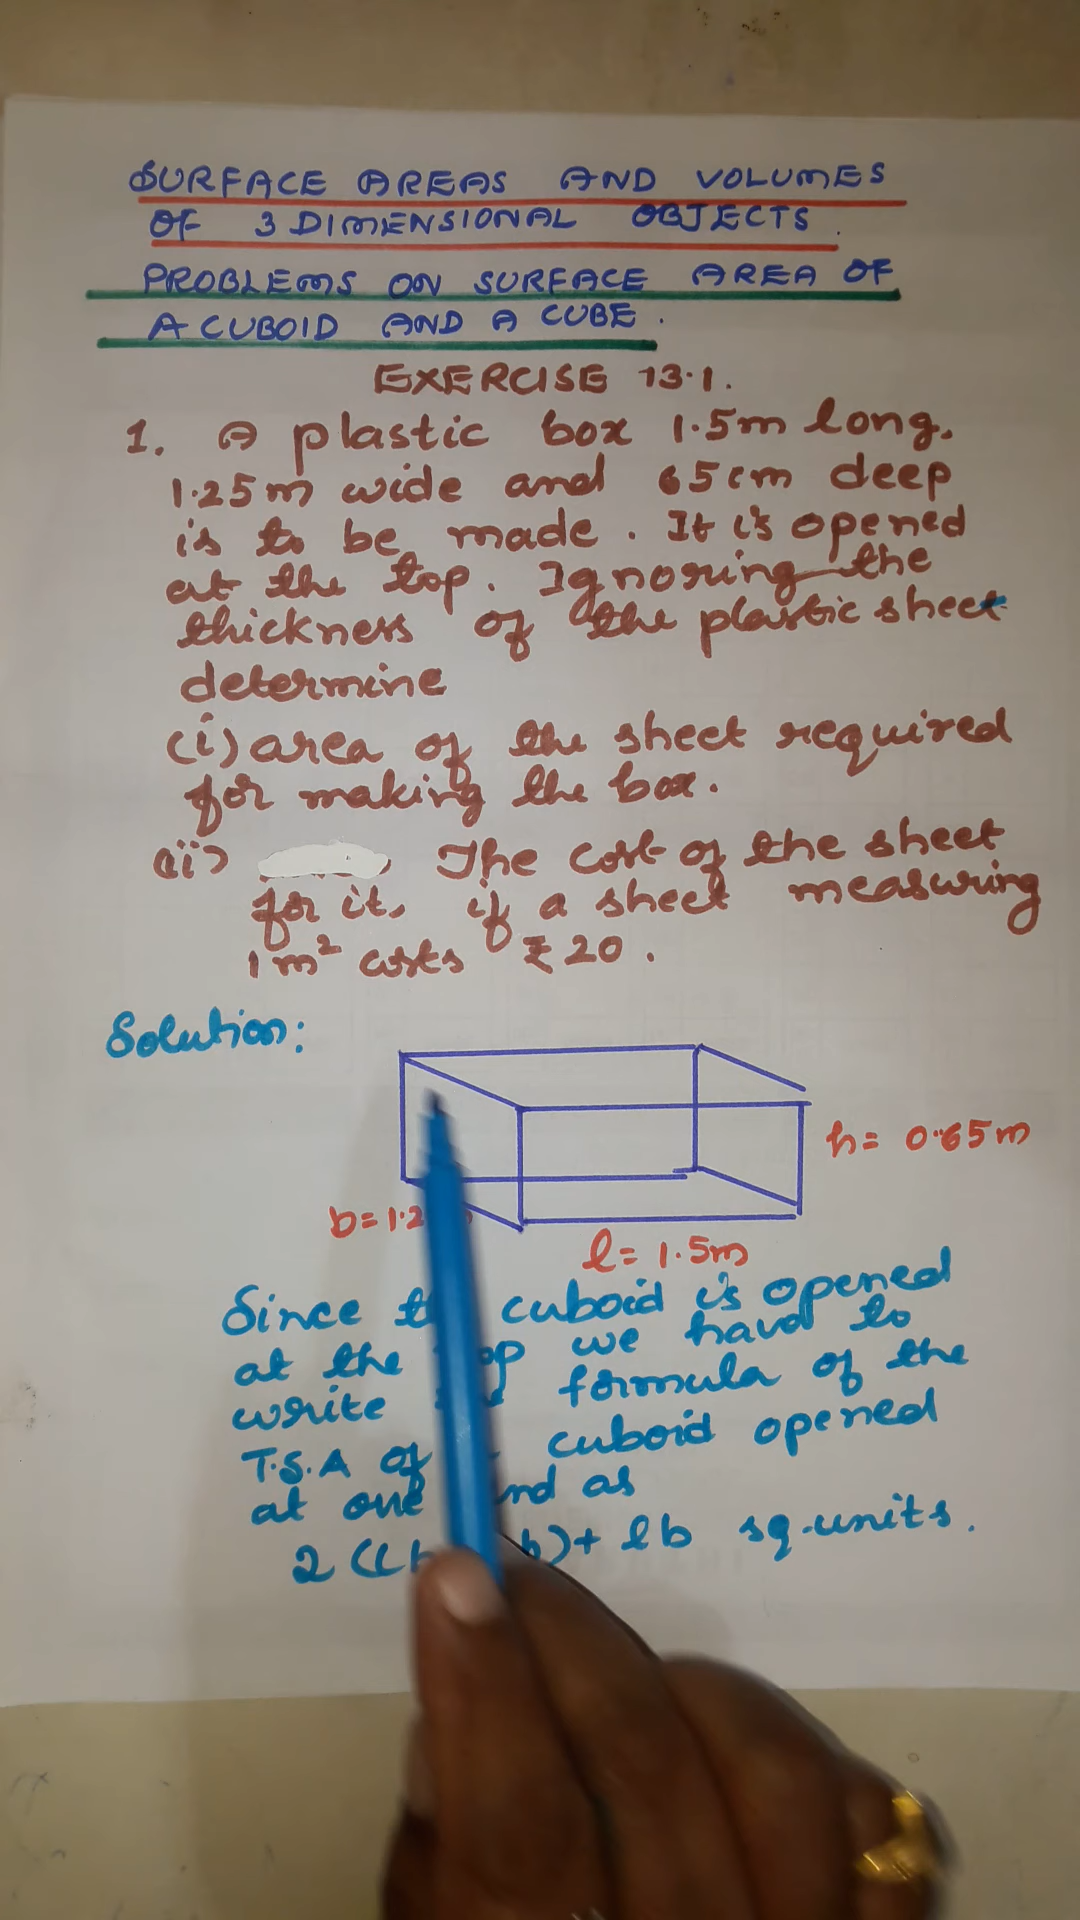 SURFACE AREAS AND VOLUMES
OF 3 DIMENSIONAL OBJECTS.
PROBLEMS ON SURFACE AREA OF
A CUBOID AND A CUBE.
EXERCISE 13.1.
1. A plastic box 1.5m long,
1.25m wide and 65cm deep
is to be made. It is opened
at the top. Ignoring the
thickness of the plastic sheet
determine
(i) area of the sheet required
for making the box.
(ii) The cost of the sheet
for it, if a sheet measuring
1m² costs ₹20.
Solution:
h= 0.65m
b=1.2
l= 1.5m
Since cuboid is opened
at the we have to
write formula of the
T.S.A of cuboid opened
at one as
2 + lb sq.units.